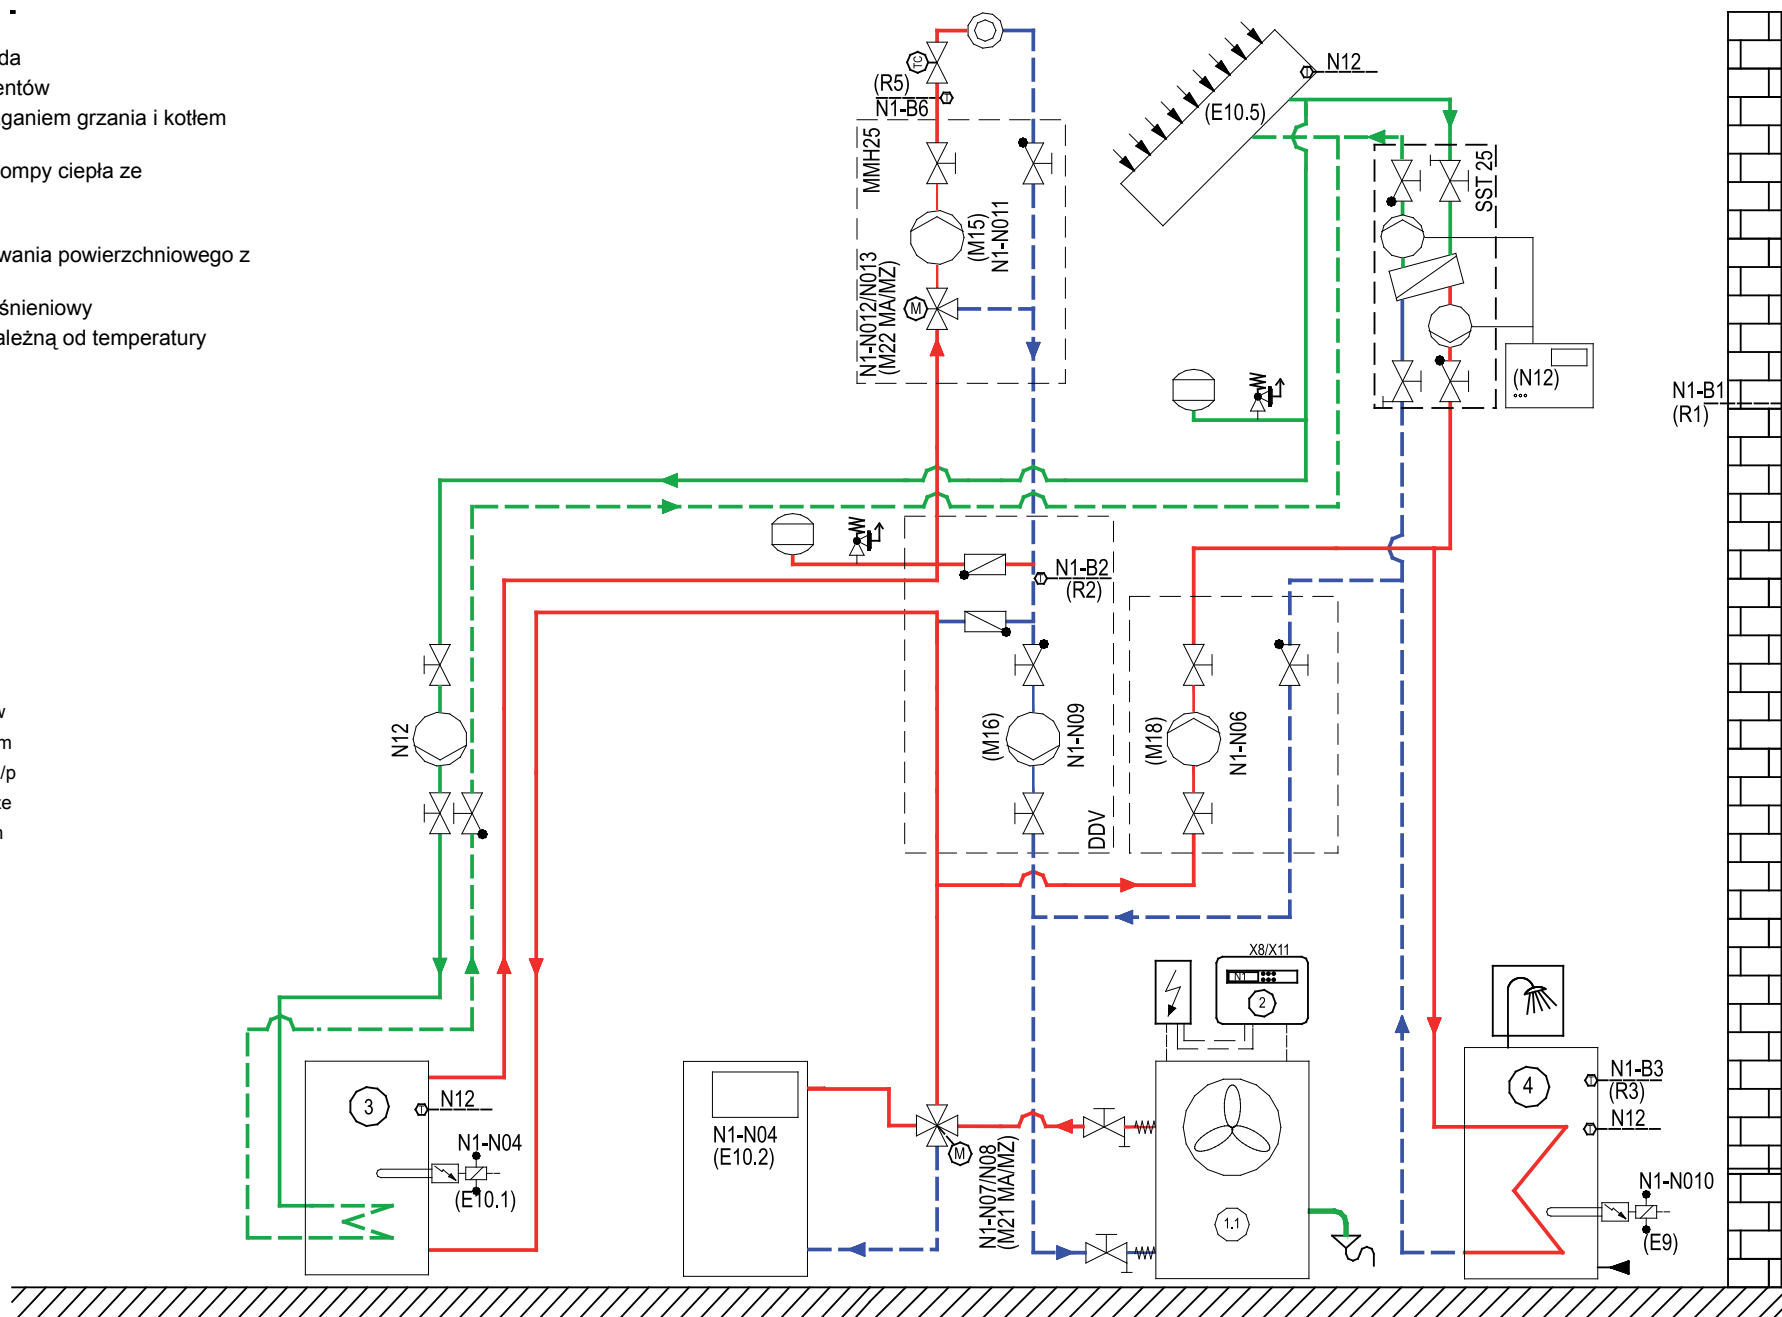 -
da
entów
ganiem grzania i kotłem
ompy ciepła ze
wania powierzchniowego z
śnieniowy
ależną od temperatury
w
m
/p
te
n
TC
(R5)
N1-B6
MMH25
(M15)
N1-N011
N1-N012/N013
(M22 MA/MZ)
M
N12
(E10.5)
SST 25
(N12)
N1-B1
(R1)
N1-B2
(R2)
N12
(M16)
N1-N09
DDV
(M18)
N1-N06
X8/X11
N1
2
3
N12
N1-N04
(E10.1)
N1-N04
(E10.2)
M
N1-N07/N08
(M21 MA/MZ)
1.1
4
N1-B3
(R3)
N12
N1-N010
(E9)